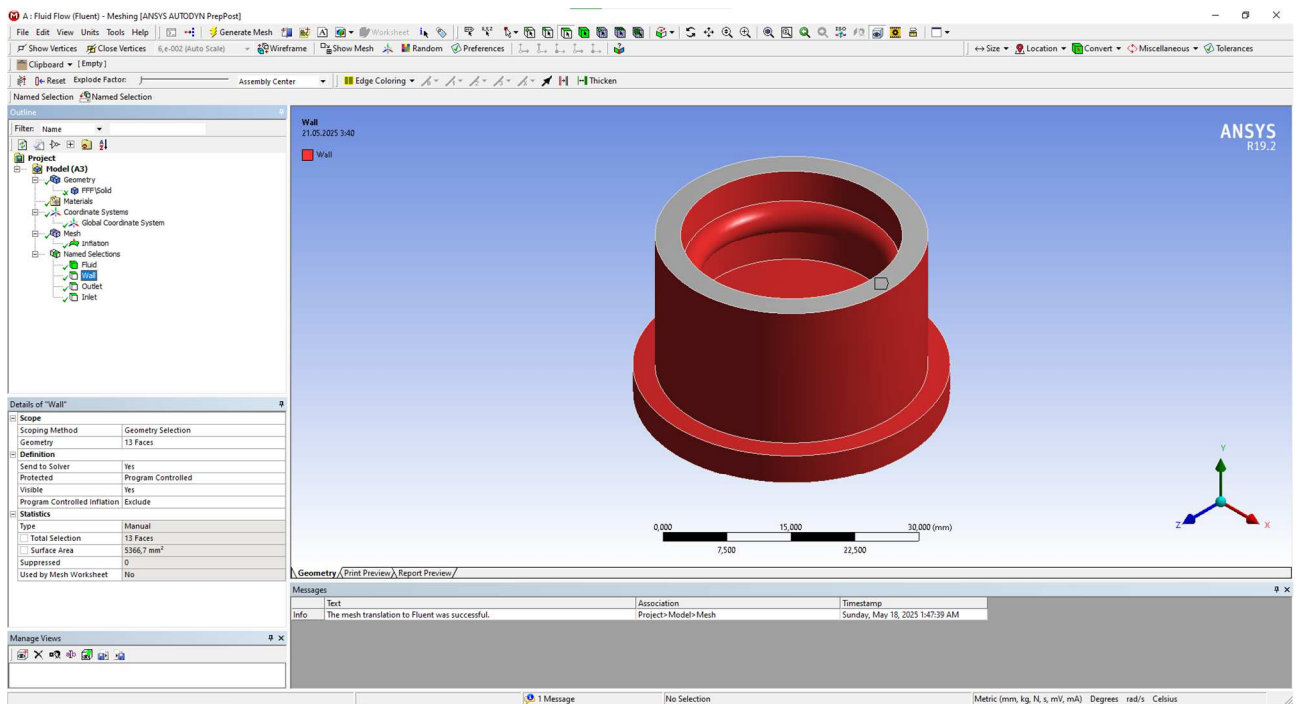 A : Fluid Flow (Fluent) - Meshing [ANSYS AUTODYN PrepPost]
File Edit View Units Tools Help Generate Mesh Worksheet
Show Vertices Close Vertices 6,e-002 (Auto Scale) Wireframe Show Mesh Random Preferences Size Location Convert Miscellaneous Tolerances
Clipboard [Empty]
Reset Explode Factor: Assembly Center Edge Coloring Thicken
Named Selection Named Selection
Outline
Filter: Name
Project
Model (A3)
Geometry
FFF\Solid
Materials
Coordinate Systems
Global Coordinate System
Mesh
Inflation
Named Selections
Fluid
Wall
Outlet
Inlet
Details of "Wall"
Scope
Scoping Method Geometry Selection
Geometry 13 Faces
Definition
Send to Solver Yes
Protected Program Controlled
Visible Yes
Program Controlled Inflation Exclude
Statistics
Type Manual
Total Selection 13 Faces
Surface Area 5366,7 mm²
Suppressed 0
Used by Mesh Worksheet No
Manage Views
Wall
21.05.2025 3:40
Wall
ANSYS
R19.2
Y
Z
X
0,000 15,000 30,000 (mm)
7,500 22,500
Geometry Print Preview Report Preview
Messages
Text Association Timestamp
Info The mesh translation to Fluent was successful. Project>Model>Mesh Sunday, May 18, 2025 1:47:39 AM
1 Message No Selection Metric (mm, kg, N, s, mV, mA) Degrees rad/s Celsius